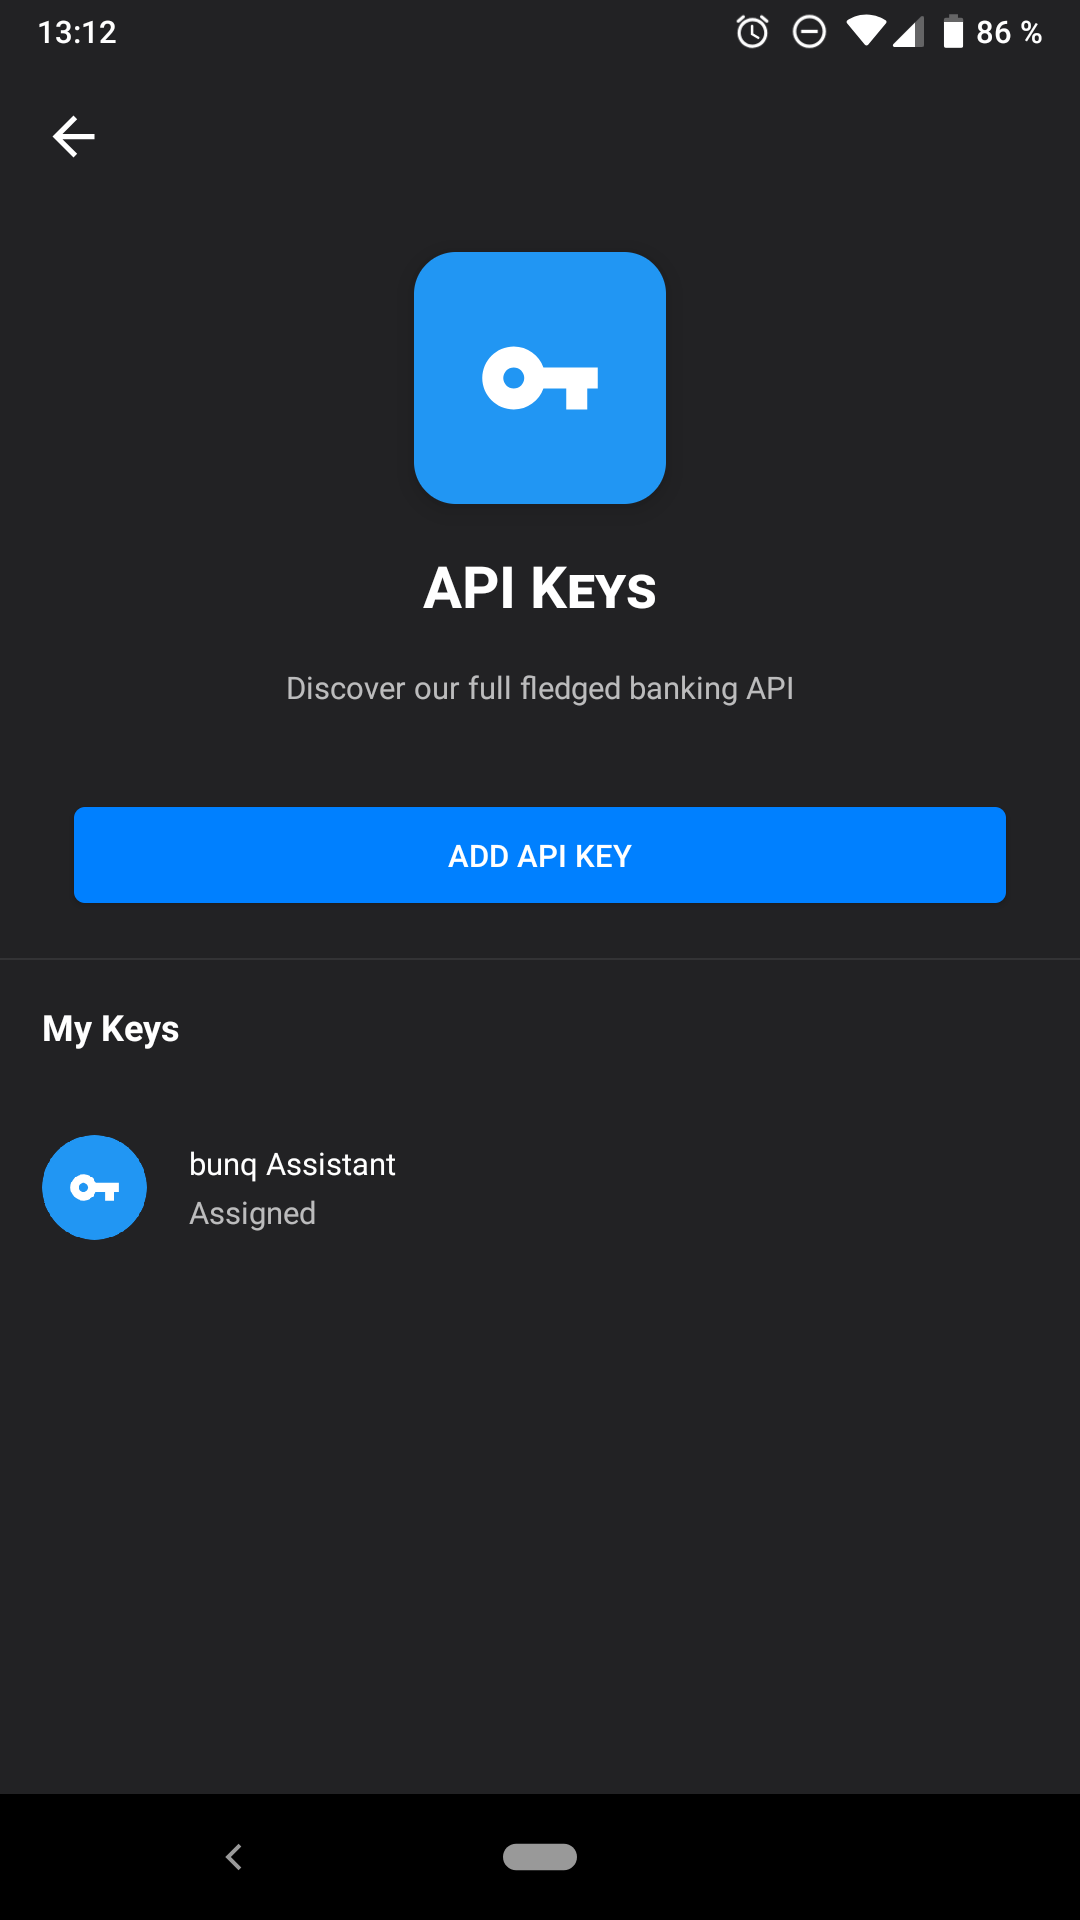 13:12
86 %
API KEYS
Discover our full fledged banking API
ADD API KEY
My Keys
bunq Assistant
Assigned